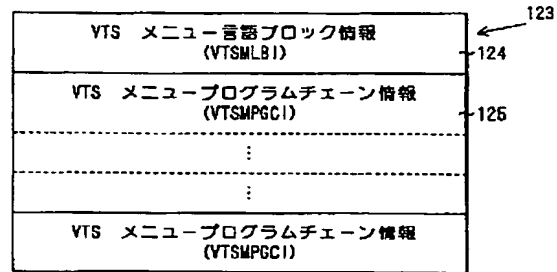 123
VTS メニュー言語ブロック情報
(VTSMLBI)
124
VTS メニュープログラムチェーン情報
(VTSMPGCI)
125
⋮
⋮
VTS メニュープログラムチェーン情報
(VTSMPGCI)